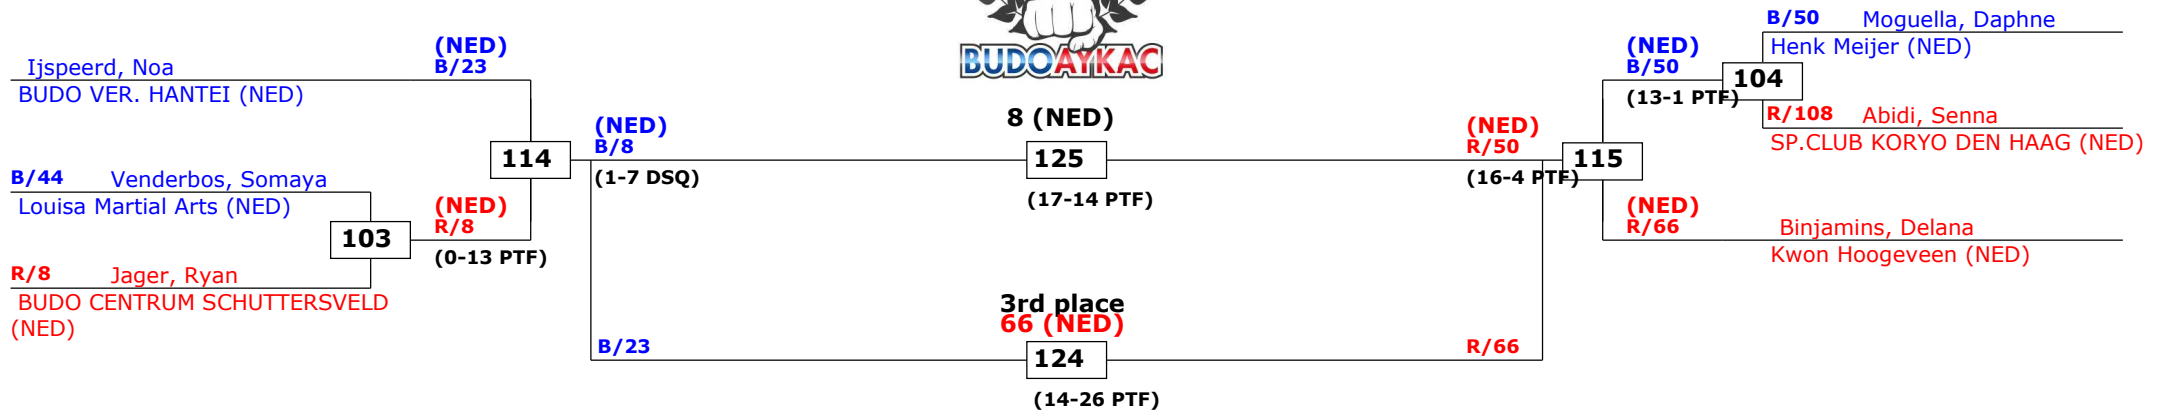 BUDOAYKAC
Ijspeerd, Noa
BUDO VER. HANTEI (NED)
(NED)
B/23
B/44 Venderbos, Somaya
Louisa Martial Arts (NED)
103
R/8 Jager, Ryan
BUDO CENTRUM SCHUTTERSVELD
(NED)
(NED)
R/8
(0-13 PTF)
114
(NED)
B/8
(1-7 DSQ)
8 (NED)
125
(17-14 PTF)
3rd place
66 (NED)
B/23
124
R/66
(14-26 PTF)
(NED)
R/50
(16-4 PTF)
115
(NED)
B/50
(13-1 PTF)
104
B/50 Moguella, Daphne
Henk Meijer (NED)
R/108 Abidi, Senna
SP.CLUB KORYO DEN HAAG (NED)
(NED)
R/66
Binjamins, Delana
Kwon Hoogeveen (NED)